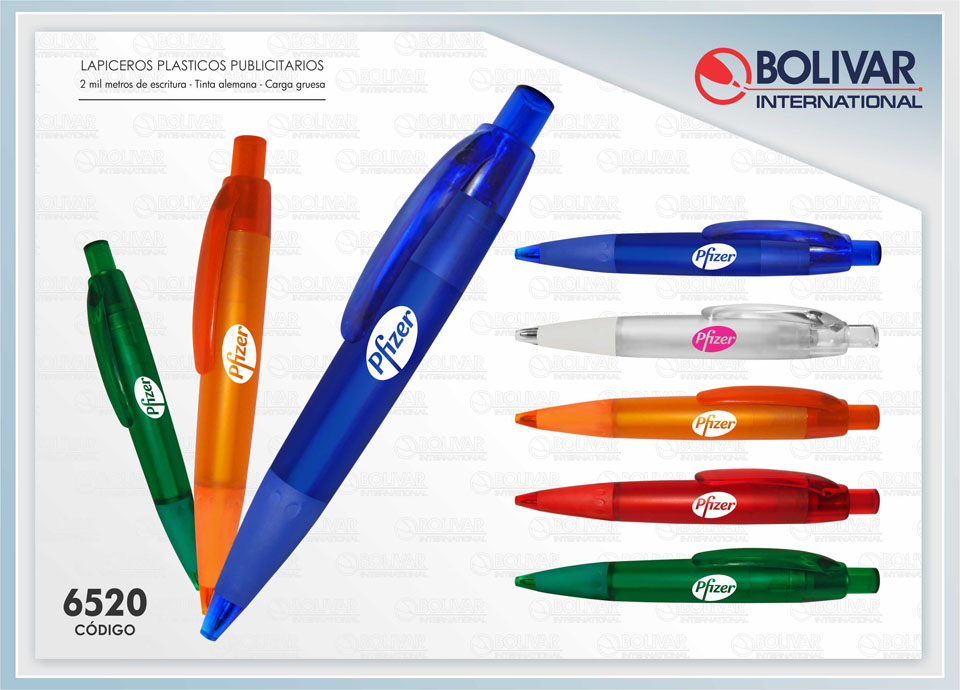 LAPICEROS PLASTICOS PUBLICITARIOS
2 mil metros de escritura - Tinta alemana - Carga gruesa
BOLIVAR
INTERNATIONAL
Pfizer
Pfizer
Pfizer
Pfizer
Pfizer
Pfizer
Pfizer
Pfizer
6520
CÓDIGO